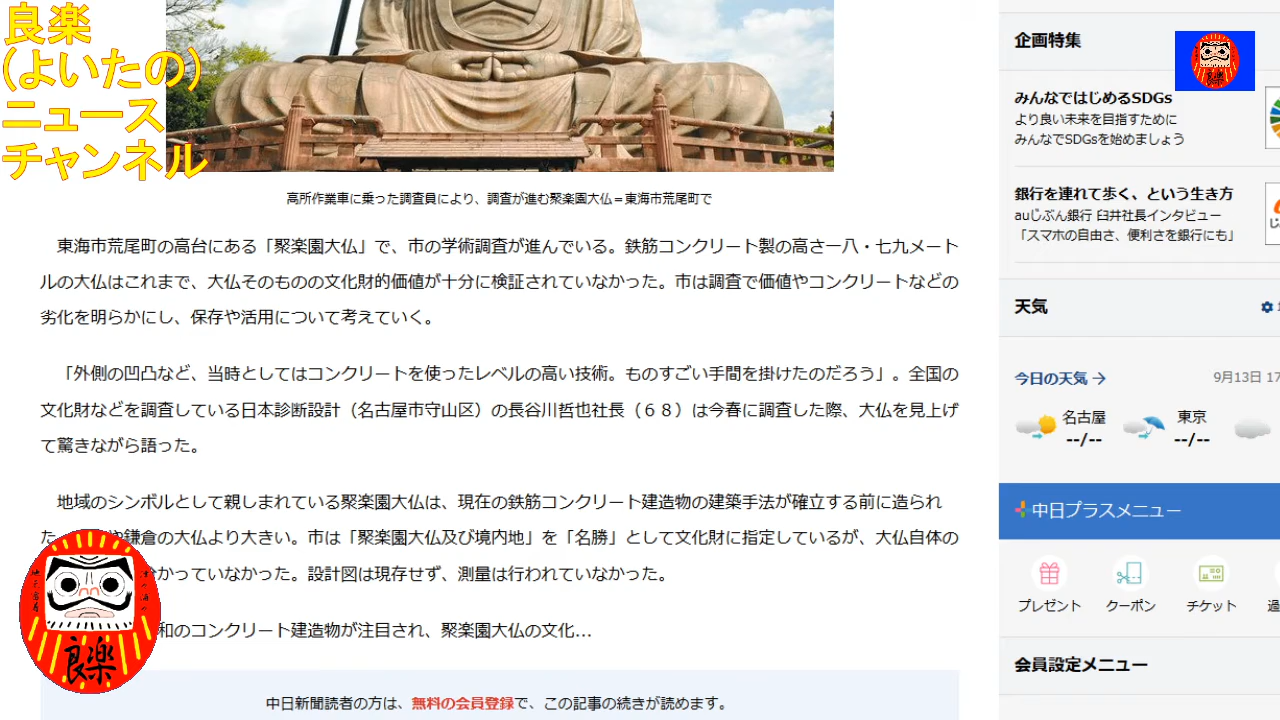 良楽
(よいたの)
ニュース
チャンネル
高所作業車に乗った調査員により、調査が進む聚楽園大仏＝東海市荒尾町で
東海市荒尾町の高台にある「聚楽園大仏」で、市の学術調査が進んでいる。鉄筋コンクリート製の高さ一八・七九メート
ルの大仏はこれまで、大仏そのものの文化財的価値が十分に検証されていなかった。市は調査で価値やコンクリートなどの
劣化を明らかにし、保存や活用について考えていく。
「外側の凹凸など、当時としてはコンクリートを使ったレベルの高い技術。ものすごい手間を掛けたのだろう」。全国の
文化財などを調査している日本診断設計（名古屋市守山区）の長谷川哲也社長（６８）は今春に調査した際、大仏を見上げ
て驚きながら語った。
地域のシンボルとして親しまれている聚楽園大仏は、現在の鉄筋コンクリート建造物の建築手法が確立する前に造られ
た。
や鎌倉の大仏より大きい。市は「聚楽園大仏及び境内地」を「名勝」として文化財に指定しているが、大仏自体の
かっていなかった。設計図は現存せず、測量は行われていなかった。
和のコンクリート建造物が注目され、聚楽園大仏の文化…
中日新聞読者の方は、無料の会員登録で、この記事の続きが読めます。
良楽
企画特集
良楽
みんなではじめるSDGs
より良い未来を目指すために
みんなでSDGsを始めましょう
銀行を連れて歩く、という生き方
auじぶん銀行 臼井社長インタビュー
「スマホの自由さ、便利さを銀行にも」
天気
今日の天気→
9月13日 17
名古屋
--/--
東京
--/--
中日プラスメニュー
プレゼント
クーポン
チケット
会員設定メニュー